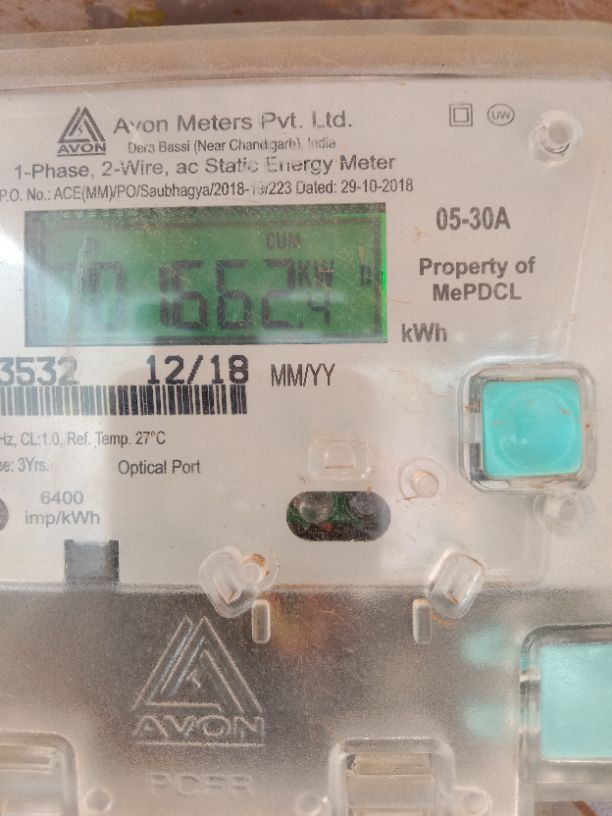 AVON
Avon Meters Pvt. Ltd.
UW
Dera Bassi (Near Chandigarh), India
1-Phase, 2-Wire, ac Static Energy Meter
P.O. No.: ACE(MM)/PO/Saubhagya/2018-19/223 Dated: 29-10-2018
05-30A
CUM
1662.4
KW
Property of
MePDCL
kWh
3532 12/18 MM/YY
Hz, CL:1.0, Ref. Temp. 27°C
3Yrs. Optical Port
6400
imp/kWh
AVON